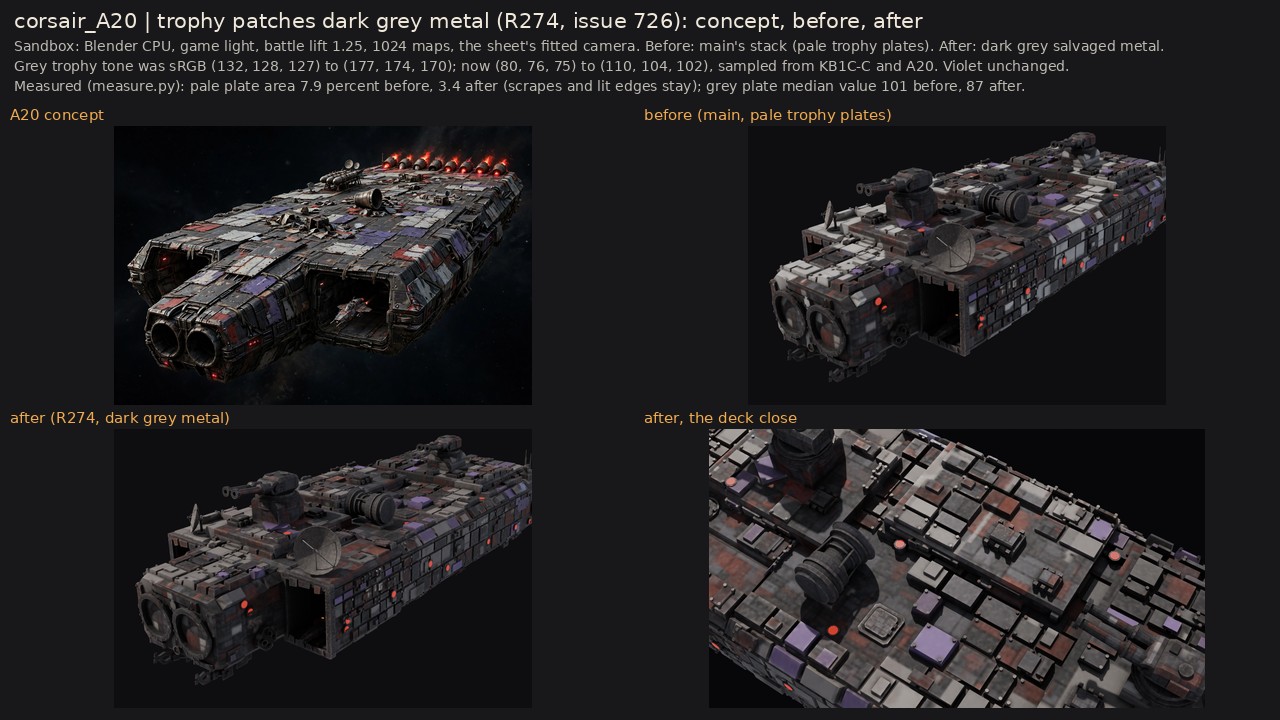 corsair_A20 | trophy patches dark grey metal (R274, issue 726): concept, before, after
Sandbox: Blender CPU, game light, battle lift 1.25, 1024 maps, the sheet's fitted camera. Before: main's stack (pale trophy plates). After: dark grey salvaged metal.
Grey trophy tone was sRGB (132, 128, 127) to (177, 174, 170); now (80, 76, 75) to (110, 104, 102), sampled from KB1C-C and A20. Violet unchanged.
Measured (measure.py): pale plate area 7.9 percent before, 3.4 after (scrapes and lit edges stay); grey plate median value 101 before, 87 after.
A20 concept
before (main, pale trophy plates)
after (R274, dark grey metal)
after, the deck close